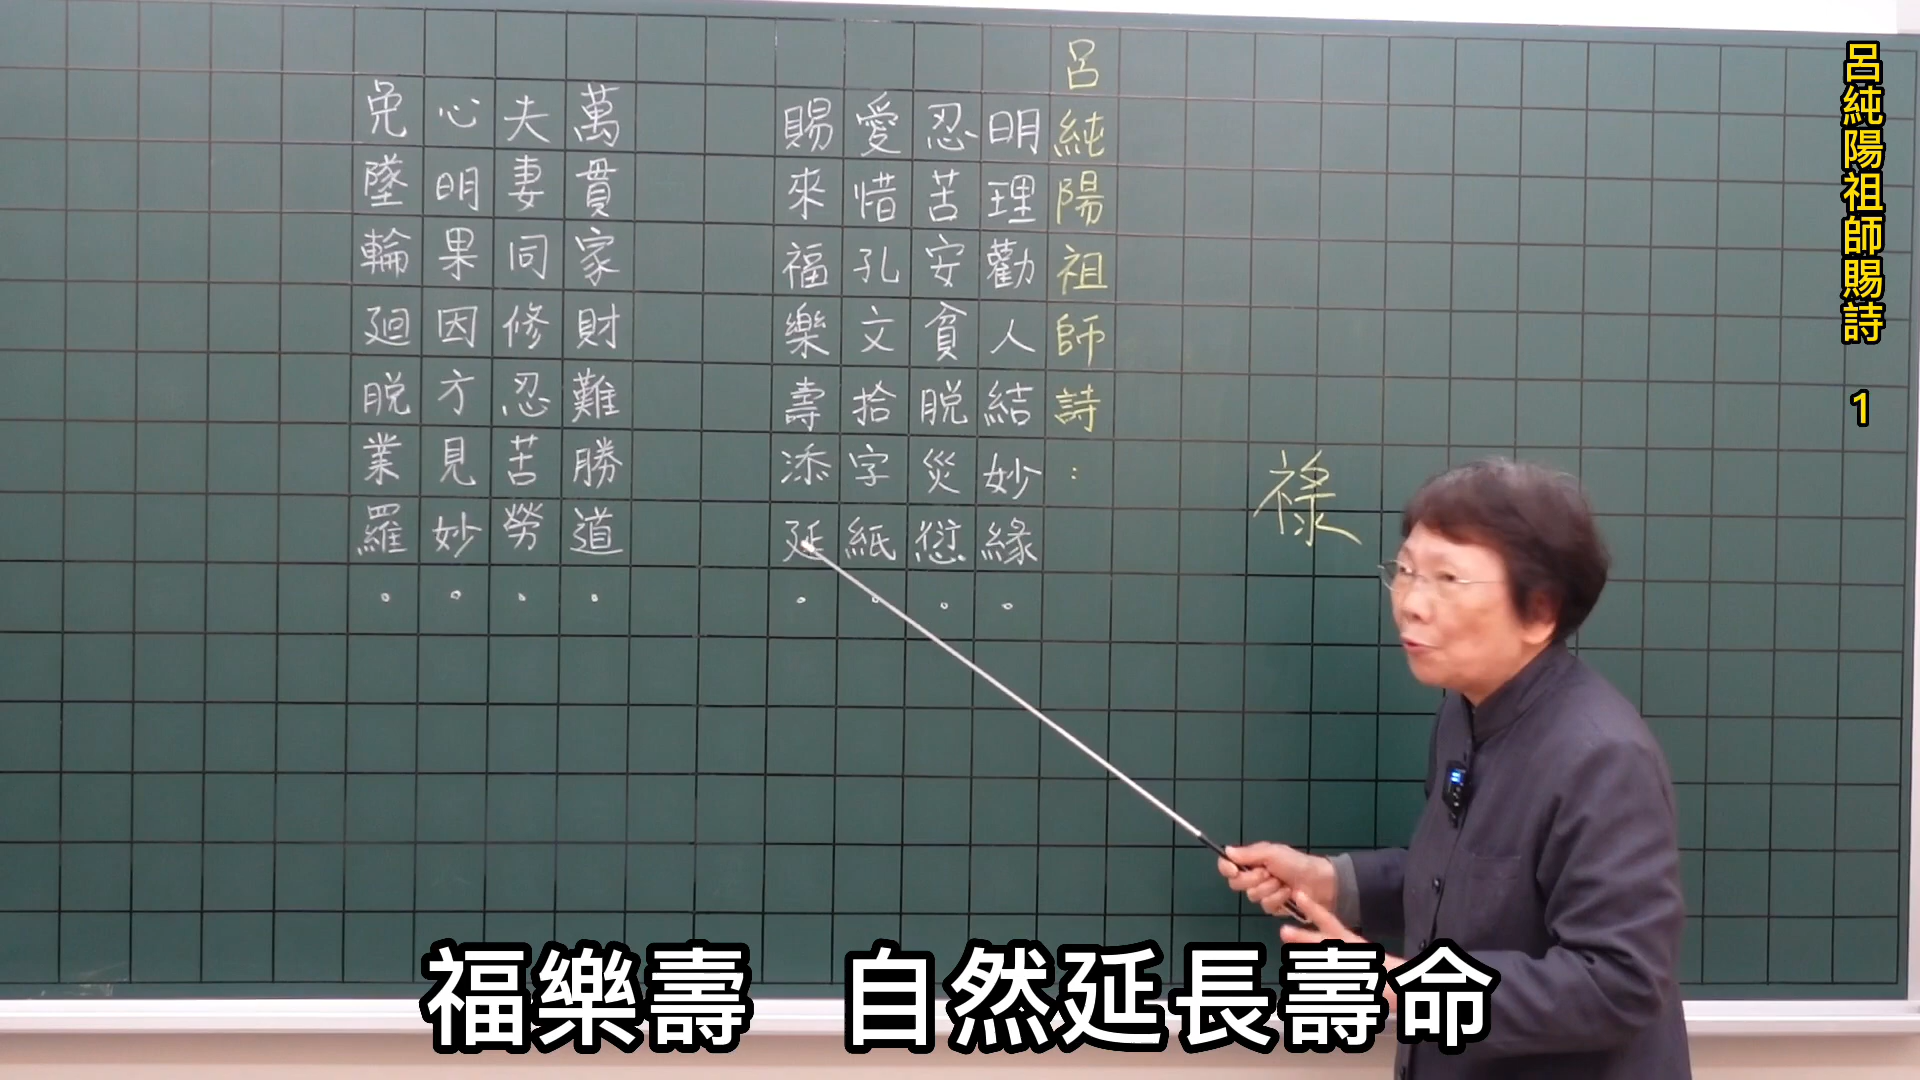 呂純陽祖師詩：
明理勸人結妙緣。
忍苦安貧脱災愆。
愛惜孔文拾字紙。
賜來福樂壽添延。
萬貫家財難勝道。
夫妻同修忍苦勞。
心明果因方見妙。
免墜輪廻脱業羅。
祿
呂純陽祖師賜詩 1
福樂壽 自然延長壽命